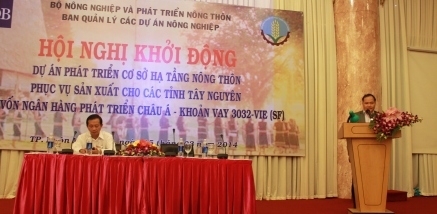 BỘ NÔNG NGHIỆP VÀ PHÁT TRIỂN NÔNG THÔN
BAN QUẢN LÝ CÁC DỰ ÁN NÔNG NGHIỆP
HỘI NGHỊ KHỞI ĐỘNG
DỰ ÁN PHÁT TRIỂN CƠ SỞ HẠ TẦNG NÔNG THÔN
PHỤC VỤ SẢN XUẤT CHO CÁC TỈNH TÂY NGUYÊN
VỐN NGÂN HÀNG PHÁT TRIỂN CHÂU Á - KHOẢN VAY 3032-VIE (SF)
TP. 2014